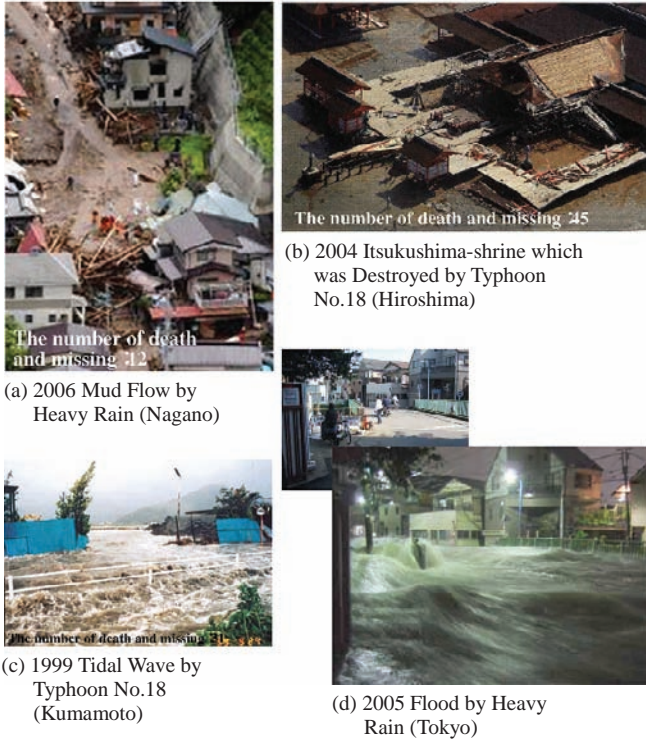 The number of death
and missing :12
(a) 2006 Mud Flow by
Heavy Rain (Nagano)
The number of death and missing :45
(b) 2004 Itsukushima-shrine which
was Destroyed by Typhoon
No.18 (Hiroshima)
The number of death and missing :31
(c) 1999 Tidal Wave by
Typhoon No.18
(Kumamoto)
(d) 2005 Flood by Heavy
Rain (Tokyo)